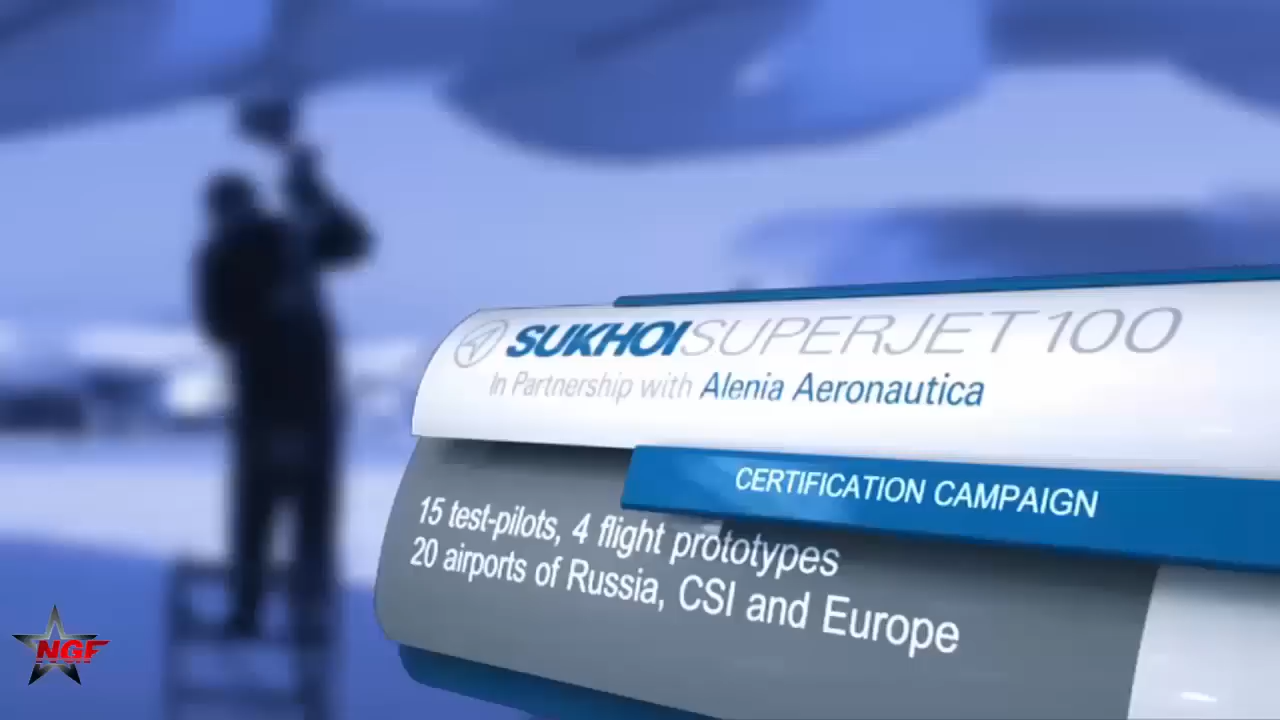 SUKHOI SUPERJET 100
In Partnership with Alenia Aeronautica
CERTIFICATION CAMPAIGN
15 test-pilots, 4 flight prototypes
20 airports of Russia, CSI and Europe
NGF